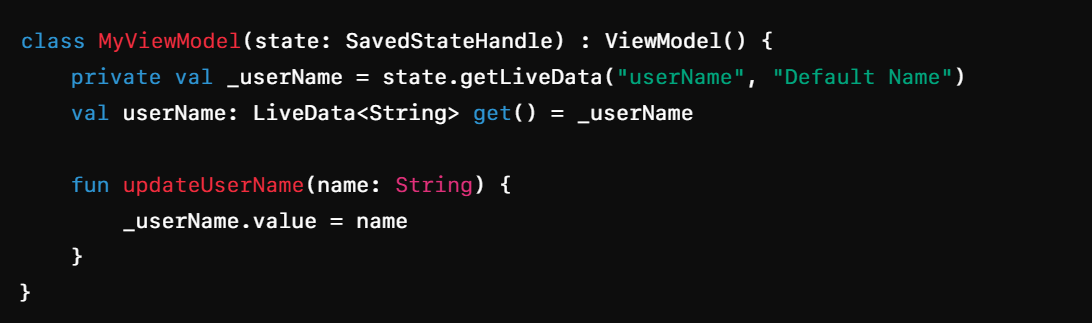 class MyViewModel(state: SavedStateHandle) : ViewModel() {
    private val _userName = state.getLiveData("userName", "Default Name")
    val userName: LiveData<String> get() = _userName

    fun updateUserName(name: String) {
        _userName.value = name
    }
}